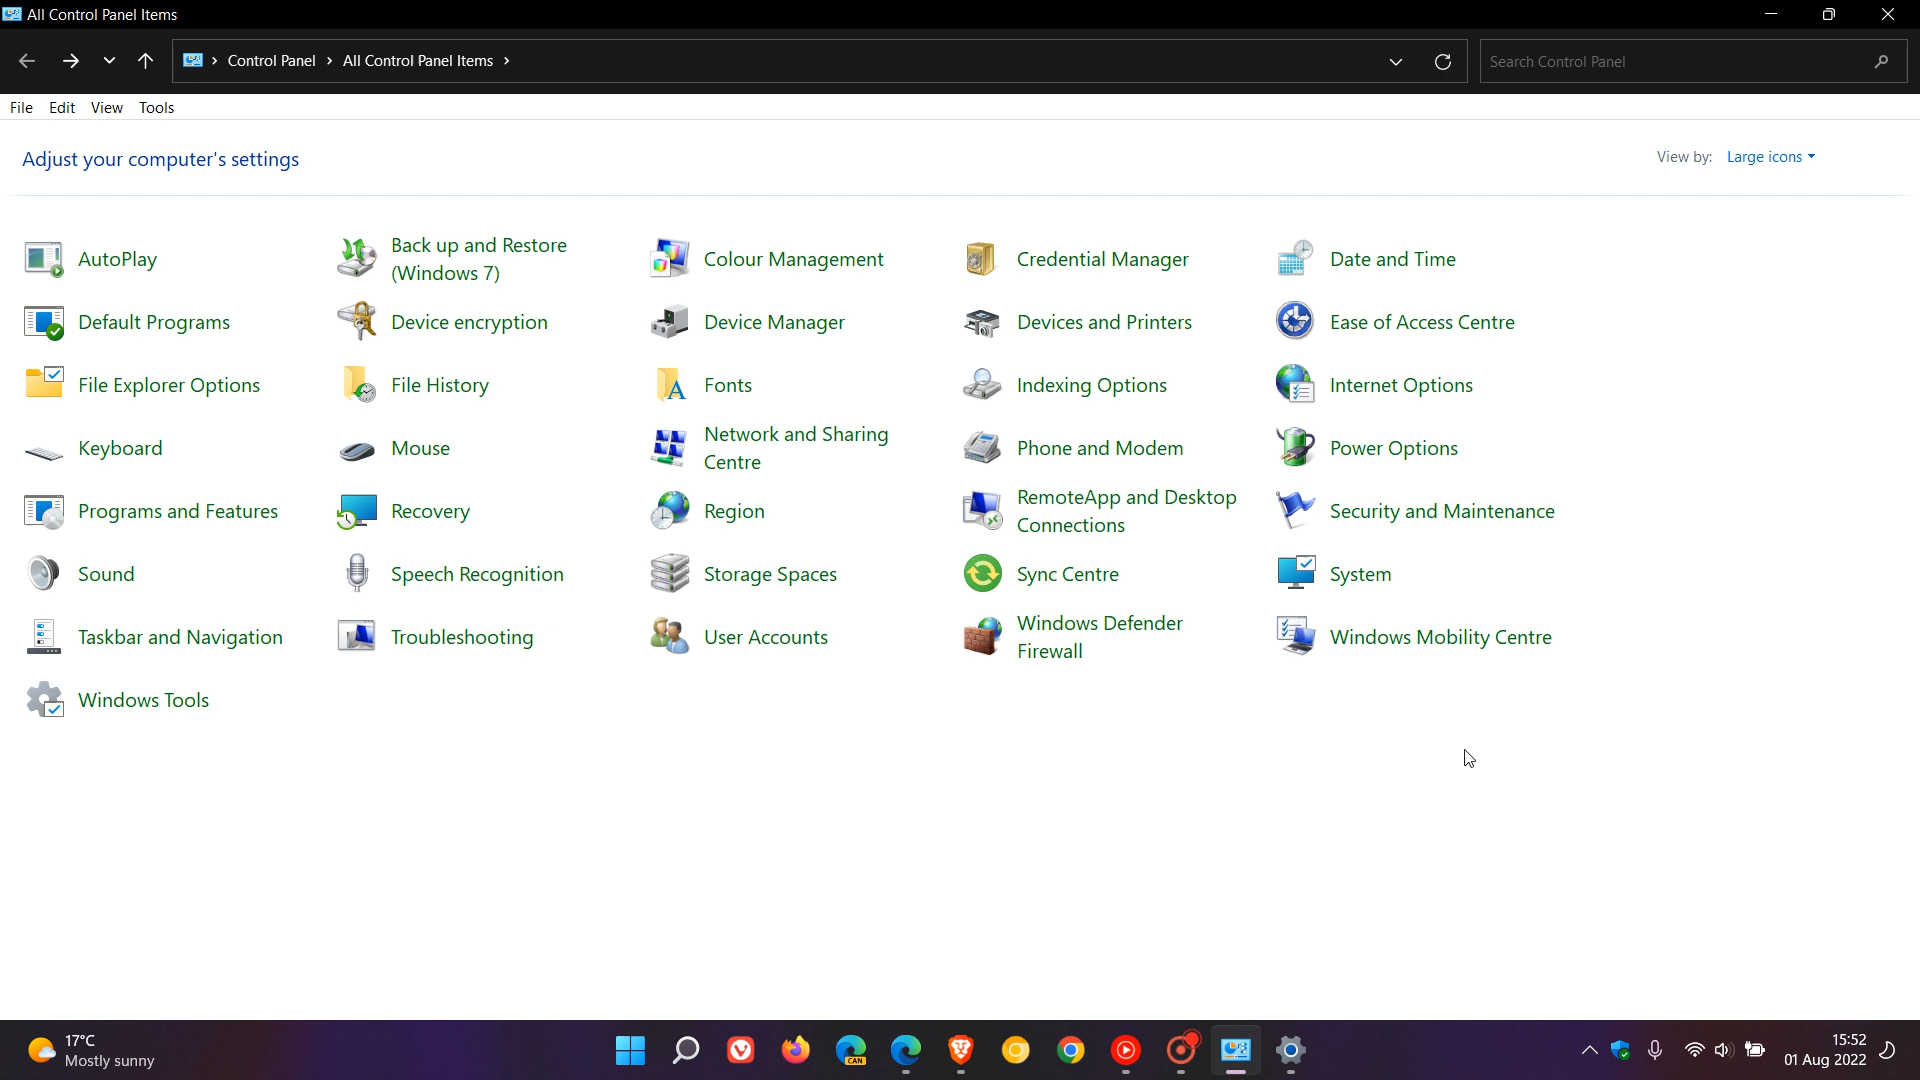 All Control Panel Items
Control Panel › All Control Panel Items ›
Search Control Panel
File Edit View Tools
Adjust your computer's settings
View by: Large icons
AutoPlay
Back up and Restore
(Windows 7)
Colour Management
Credential Manager
Date and Time
Default Programs
Device encryption
Device Manager
Devices and Printers
Ease of Access Centre
File Explorer Options
File History
Fonts
Indexing Options
Internet Options
Keyboard
Mouse
Network and Sharing
Centre
Phone and Modem
Power Options
Programs and Features
Recovery
Region
RemoteApp and Desktop
Connections
Security and Maintenance
Sound
Speech Recognition
Storage Spaces
Sync Centre
System
Taskbar and Navigation
Troubleshooting
User Accounts
Windows Defender
Firewall
Windows Mobility Centre
Windows Tools
17°C
Mostly sunny
CAN
15:52
01 Aug 2022